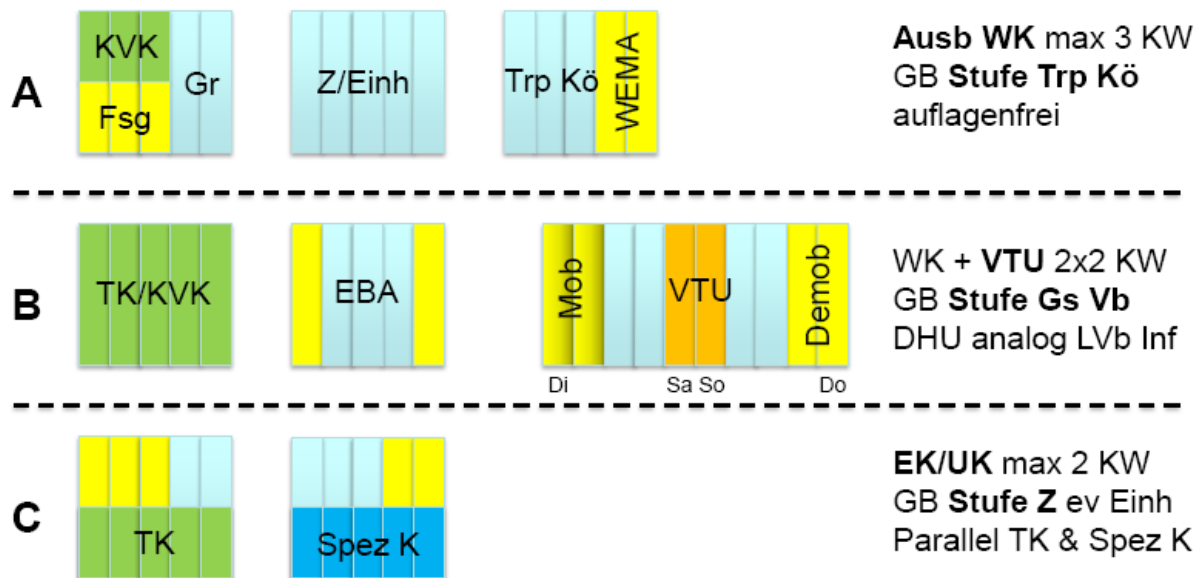 A
KVK
Fsg
Gr
Z/Einh
Trp Kö
WEMA
Ausb WK max 3 KW
GB Stufe Trp Kö
auflagenfrei
B
TK/KVK
EBA
Mob
VTU
Demob
Di
Sa So
Do
WK + VTU 2x2 KW
GB Stufe Gs Vb
DHU analog LVb Inf
C
TK
Spez K
EK/UK max 2 KW
GB Stufe Z ev Einh
Parallel TK & Spez K